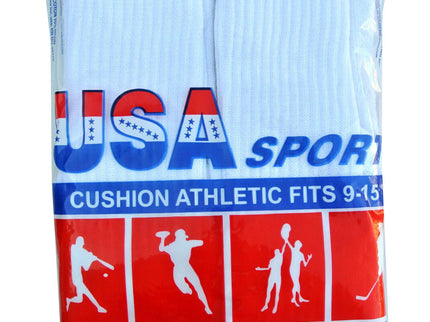 USA SPORT
CUSHION ATHLETIC FITS 9-15